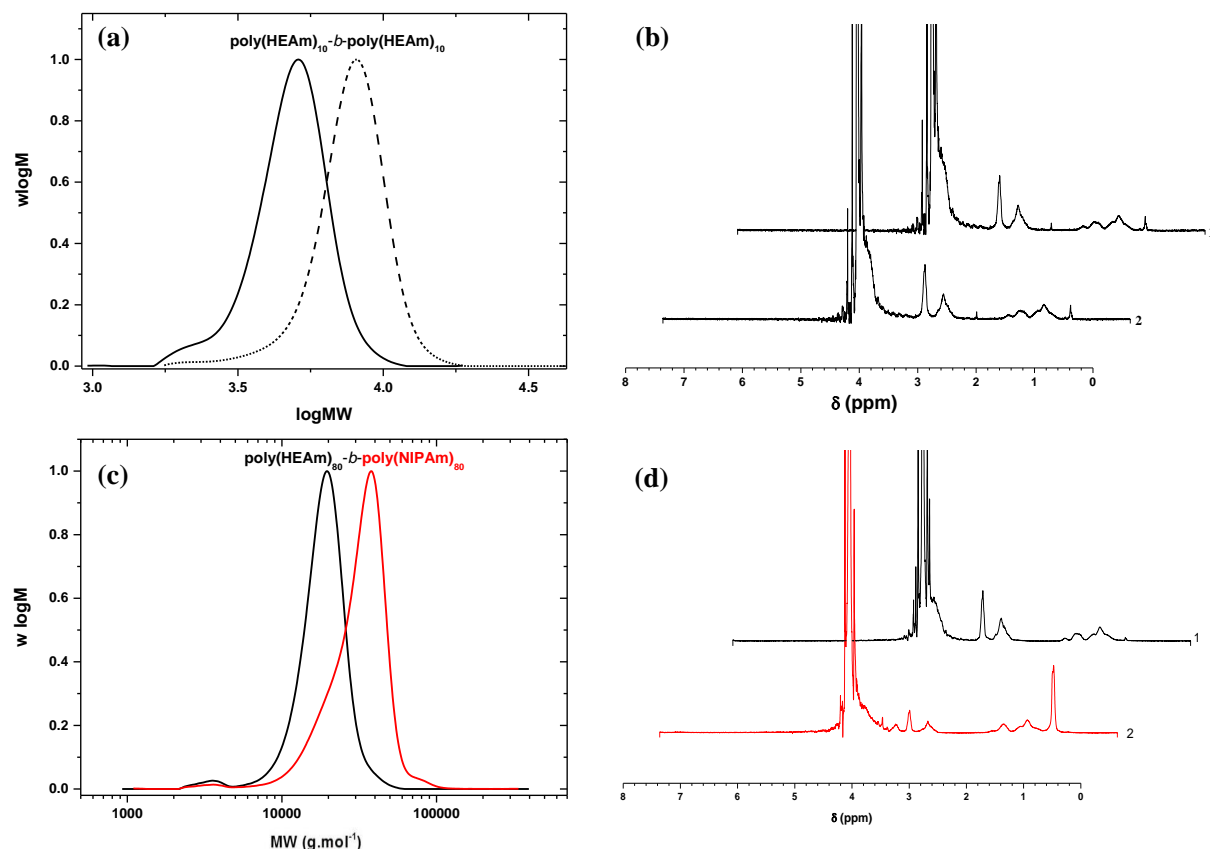 (a)
poly(HEAm)10-b-poly(HEAm)10
wlogM
1.0
0.8
0.6
0.4
0.2
0.0
3.0 3.5 4.0 4.5
logMW
(b)
2
8 7 6 5 4 3 2 1 0
δ (ppm)
(c)
poly(HEAm)80-b-poly(NIPAm)80
w logM
1.0
0.8
0.6
0.4
0.2
0.0
1000 10000 100000
MW (g.mol-1)
(d)
1
2
8 7 6 5 4 3 2 1 0
δ (ppm)